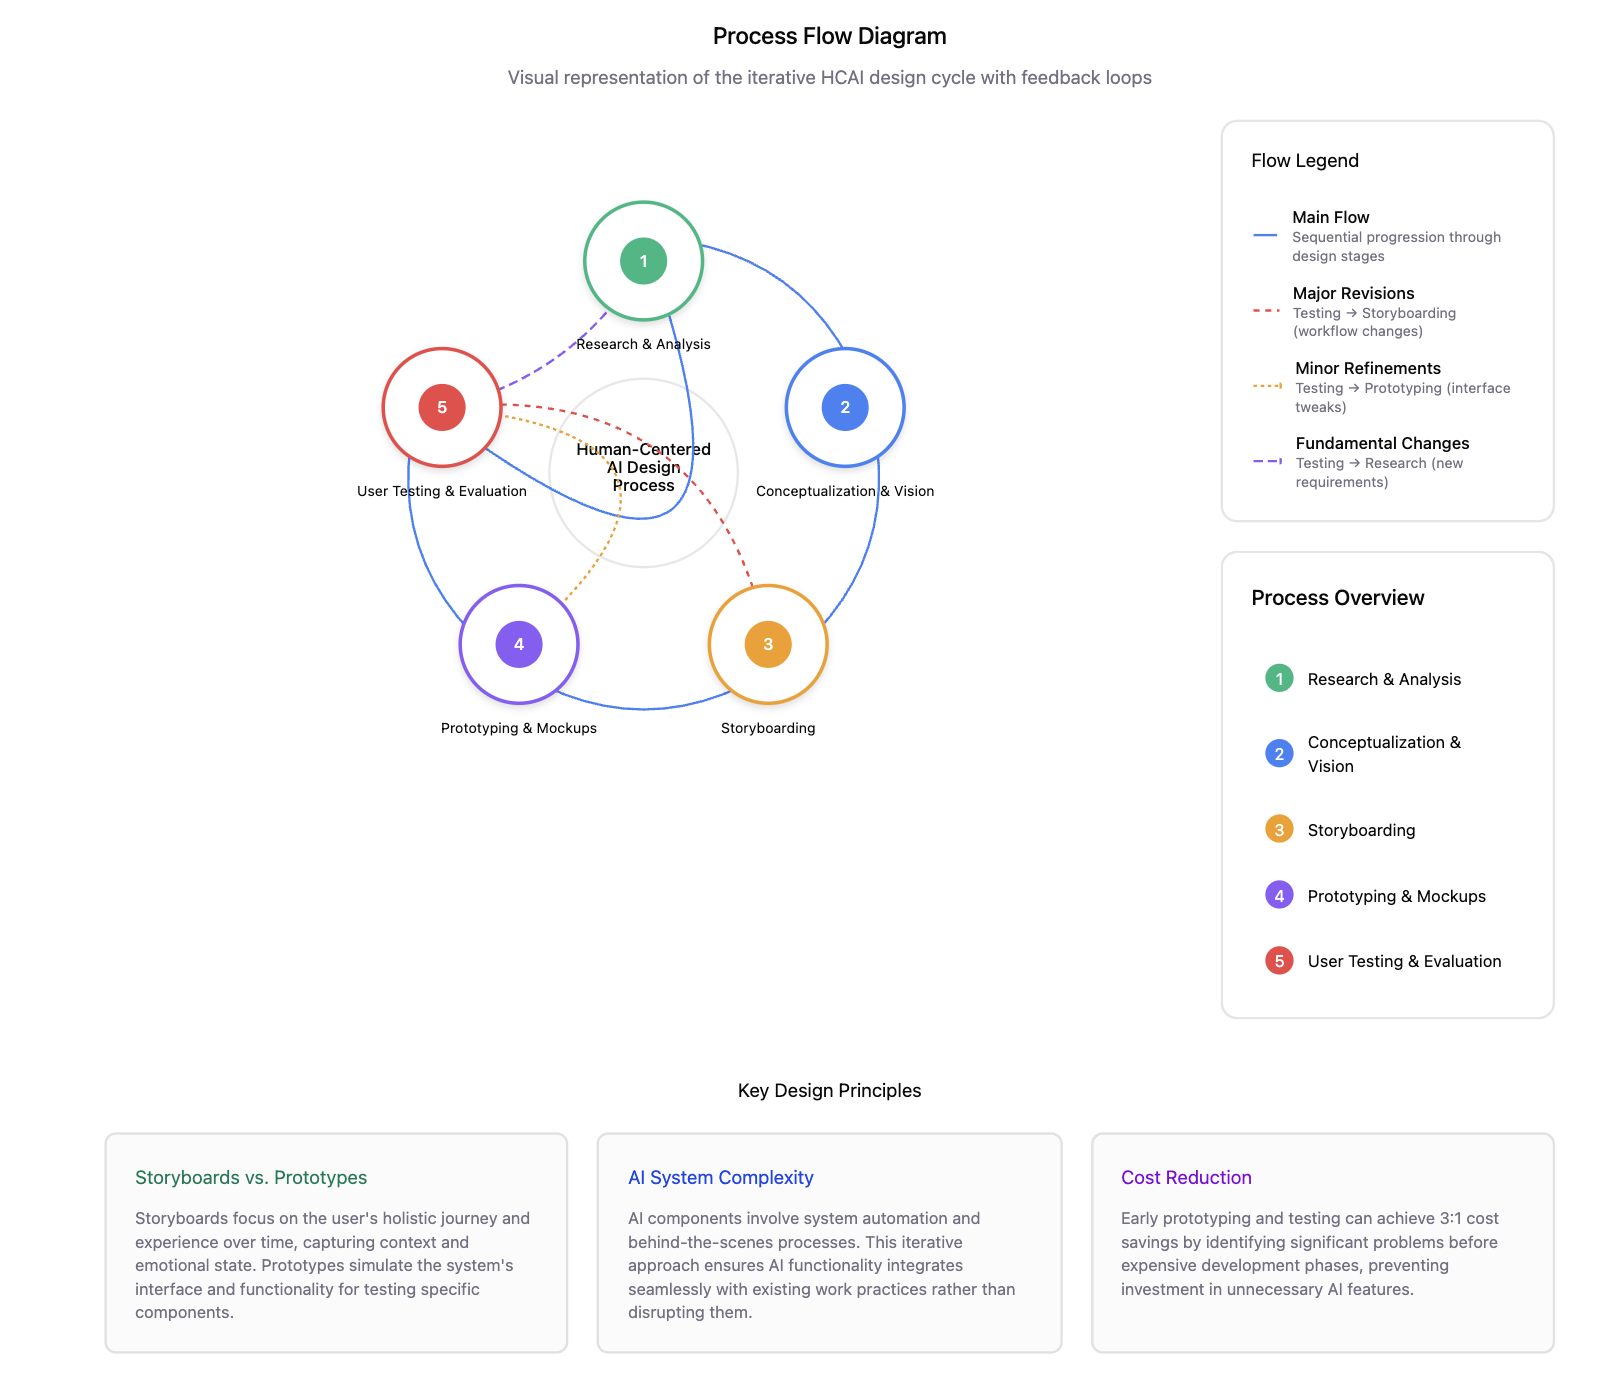 Process Flow Diagram
Visual representation of the iterative HCAI design cycle with feedback loops
1
Research & Analysis
2
Conceptualization & Vision
3
Storyboarding
4
Prototyping & Mockups
5
User Testing & Evaluation
Human-Centered
AI Design
Process
Flow Legend
Main Flow
Sequential progression through
design stages
Major Revisions
Testing → Storyboarding
(workflow changes)
Minor Refinements
Testing → Prototyping (interface
tweaks)
Fundamental Changes
Testing → Research (new
requirements)
Process Overview
1 Research & Analysis
2 Conceptualization &
Vision
3 Storyboarding
4 Prototyping & Mockups
5 User Testing & Evaluation
Key Design Principles
Storyboards vs. Prototypes
Storyboards focus on the user's holistic journey and
experience over time, capturing context and
emotional state. Prototypes simulate the system's
interface and functionality for testing specific
components.
AI System Complexity
AI components involve system automation and
behind-the-scenes processes. This iterative
approach ensures AI functionality integrates
seamlessly with existing work practices rather than
disrupting them.
Cost Reduction
Early prototyping and testing can achieve 3:1 cost
savings by identifying significant problems before
expensive development phases, preventing
investment in unnecessary AI features.